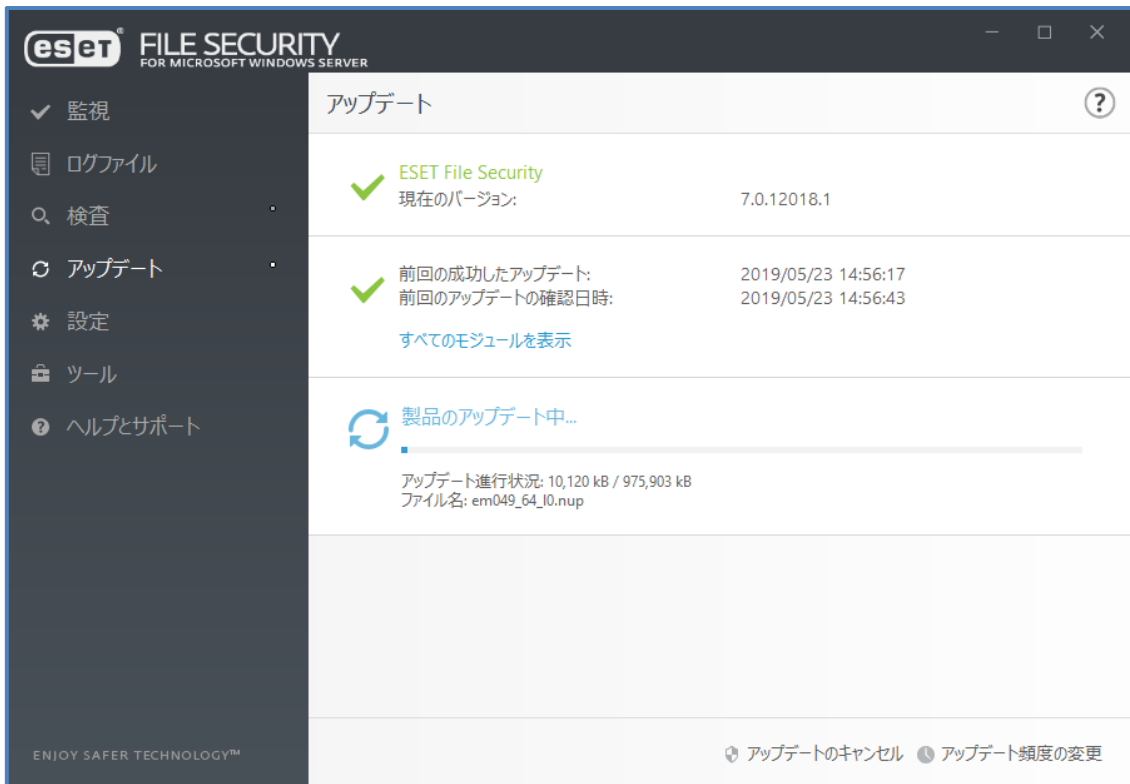 eset® FILE SECURITY
FOR MICROSOFT WINDOWS SERVER
監視
ログファイル
検査
アップデート
設定
ツール
ヘルプとサポート
ENJOY SAFER TECHNOLOGY™
アップデート
?
ESET File Security
現在のバージョン: 7.0.12018.1
前回の成功したアップデート: 2019/05/23 14:56:17
前回のアップデートの確認日時: 2019/05/23 14:56:43
すべてのモジュールを表示
製品のアップデート中...
アップデート進行状況: 10,120 kB / 975,903 kB
ファイル名: em049_64_l0.nup
アップデートのキャンセル アップデート頻度の変更